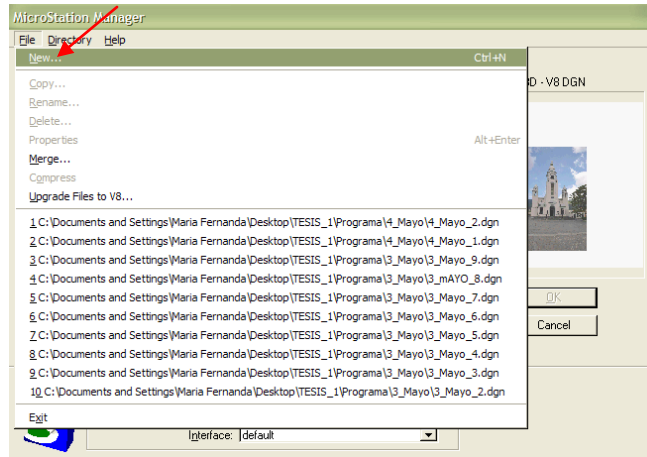 MicroStation Manager
File Directory Help
New... Ctrl+N
Copy...
Rename...
Delete...
Properties Alt+Enter
Merge...
Compress
Upgrade Files to V8...
1 C:\Documents and Settings\Maria Fernanda\Desktop\TESIS_1\Programa\4_Mayo\4_Mayo_2.dgn
2 C:\Documents and Settings\Maria Fernanda\Desktop\TESIS_1\Programa\4_Mayo\4_Mayo_1.dgn
3 C:\Documents and Settings\Maria Fernanda\Desktop\TESIS_1\Programa\3_Mayo\3_Mayo_9.dgn
4 C:\Documents and Settings\Maria Fernanda\Desktop\TESIS_1\Programa\3_Mayo\3_mAYO_8.dgn
5 C:\Documents and Settings\Maria Fernanda\Desktop\TESIS_1\Programa\3_Mayo\3_Mayo_7.dgn
6 C:\Documents and Settings\Maria Fernanda\Desktop\TESIS_1\Programa\3_Mayo\3_Mayo_6.dgn
7 C:\Documents and Settings\Maria Fernanda\Desktop\TESIS_1\Programa\3_Mayo\3_Mayo_5.dgn
8 C:\Documents and Settings\Maria Fernanda\Desktop\TESIS_1\Programa\3_Mayo\3_Mayo_4.dgn
9 C:\Documents and Settings\Maria Fernanda\Desktop\TESIS_1\Programa\3_Mayo\3_Mayo_3.dgn
10 C:\Documents and Settings\Maria Fernanda\Desktop\TESIS_1\Programa\3_Mayo\3_Mayo_2.dgn
Exit
D - V8 DGN
OK
Cancel
Interface: default